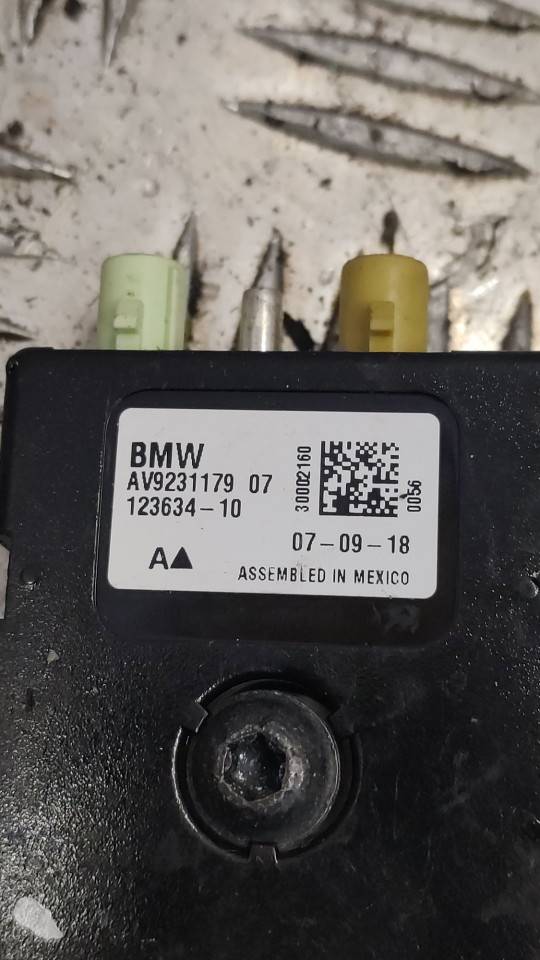 BMW
AV9231179 07
123634-10
30002160
0056
07-09-18
A▲
ASSEMBLED IN MEXICO